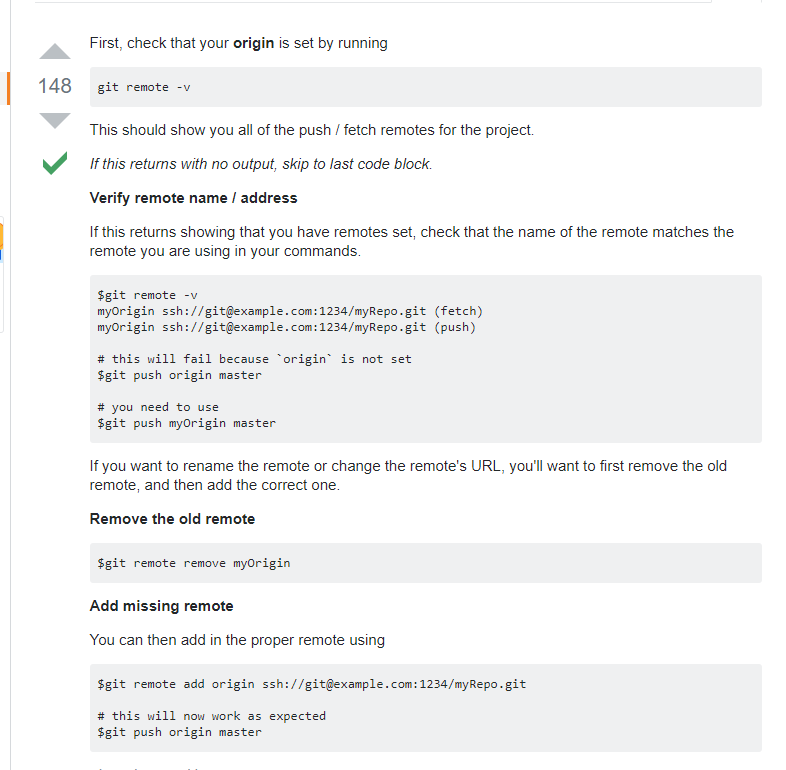 First, check that your origin is set by running
148
git remote -v
This should show you all of the push / fetch remotes for the project.
If this returns with no output, skip to last code block.
Verify remote name / address
If this returns showing that you have remotes set, check that the name of the remote matches the
remote you are using in your commands.
$git remote -v
myOrigin ssh://git@example.com:1234/myRepo.git (fetch)
myOrigin ssh://git@example.com:1234/myRepo.git (push)
# this will fail because `origin` is not set
$git push origin master
# you need to use
$git push myOrigin master
If you want to rename the remote or change the remote's URL, you'll want to first remove the old
remote, and then add the correct one.
Remove the old remote
$git remote remove myOrigin
Add missing remote
You can then add in the proper remote using
$git remote add origin ssh://git@example.com:1234/myRepo.git
# this will now work as expected
$git push origin master